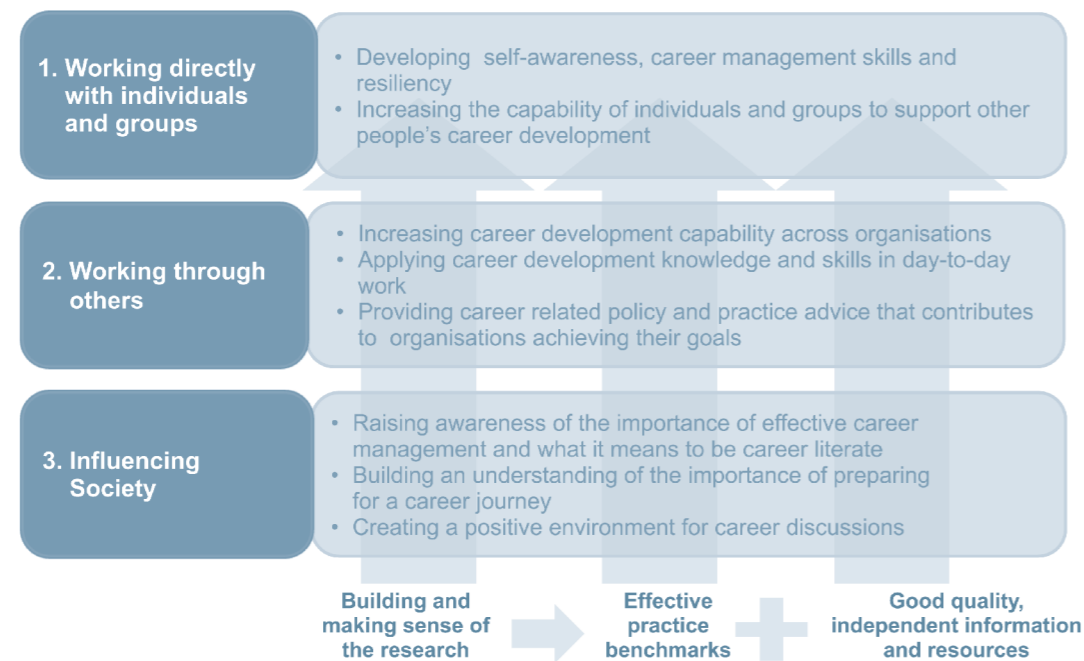 1. Working directly
with individuals
and groups
• Developing self-awareness, career management skills and
resiliency
• Increasing the capability of individuals and groups to support other
people's career development
2. Working through
others
• Increasing career development capability across organisations
• Applying career development knowledge and skills in day-to-day
work
• Providing career related policy and practice advice that contributes
to organisations achieving their goals
3. Influencing
Society
• Raising awareness of the importance of effective career
management and what it means to be career literate
• Building an understanding of the importance of preparing
for a career journey
• Creating a positive environment for career discussions
Building and
making sense of
the research
Effective
practice
benchmarks
Good quality,
independent information
and resources